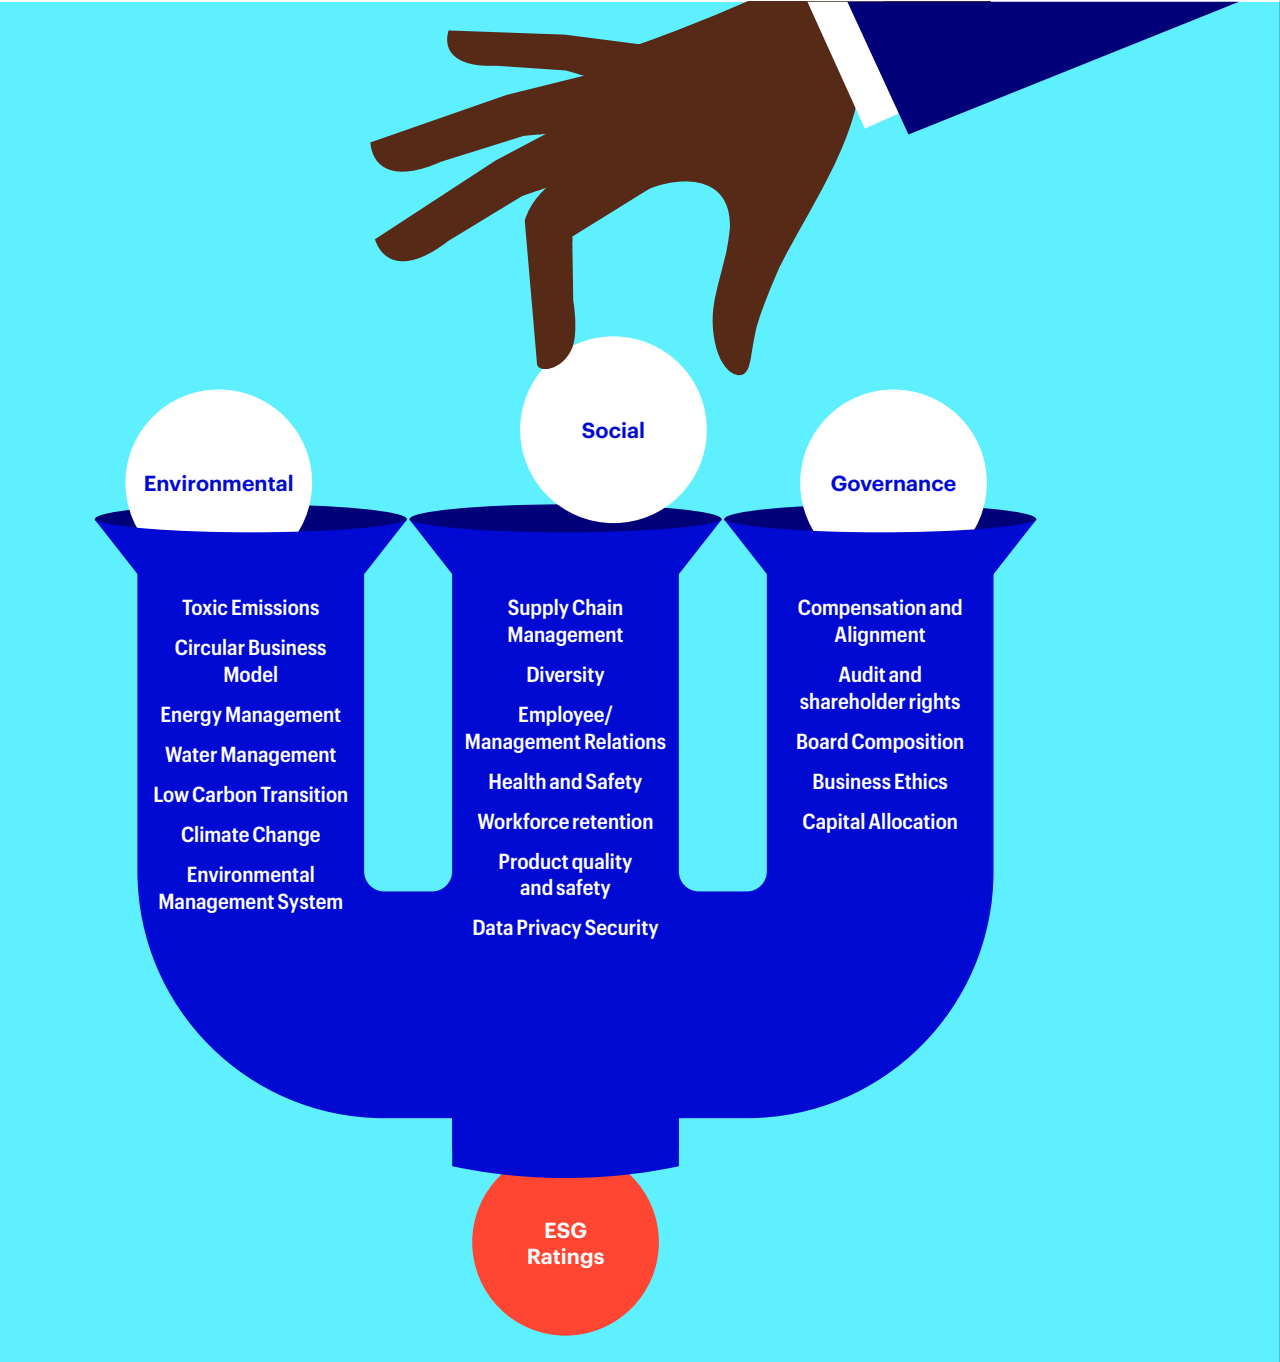 Social
Environmental
Governance
Toxic Emissions
Circular Business
Model
Energy Management
Water Management
Low Carbon Transition
Climate Change
Environmental
Management System
Supply Chain
Management
Diversity
Employee/
Management Relations
Health and Safety
Workforce retention
Product quality
and safety
Data Privacy Security
Compensation and
Alignment
Audit and
shareholder rights
Board Composition
Business Ethics
Capital Allocation
ESG
Ratings